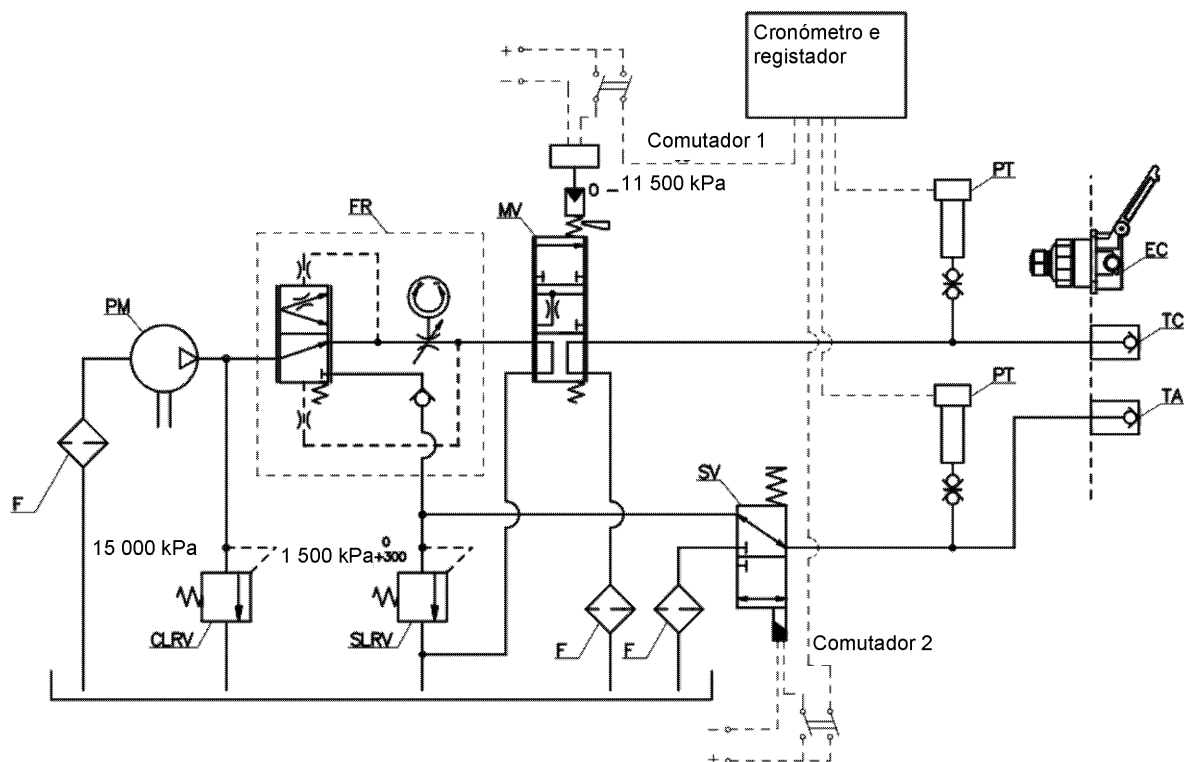 Cronómetro e
registador
+
−
Comutador 1
0 – 11 500 kPa
PT
FR
MV
EC
PM
TC
PT
TA
F
SV
15 000 kPa
1 500 kPa 0
+300
CLRV
SLRV
F
F
Comutador 2
−
+